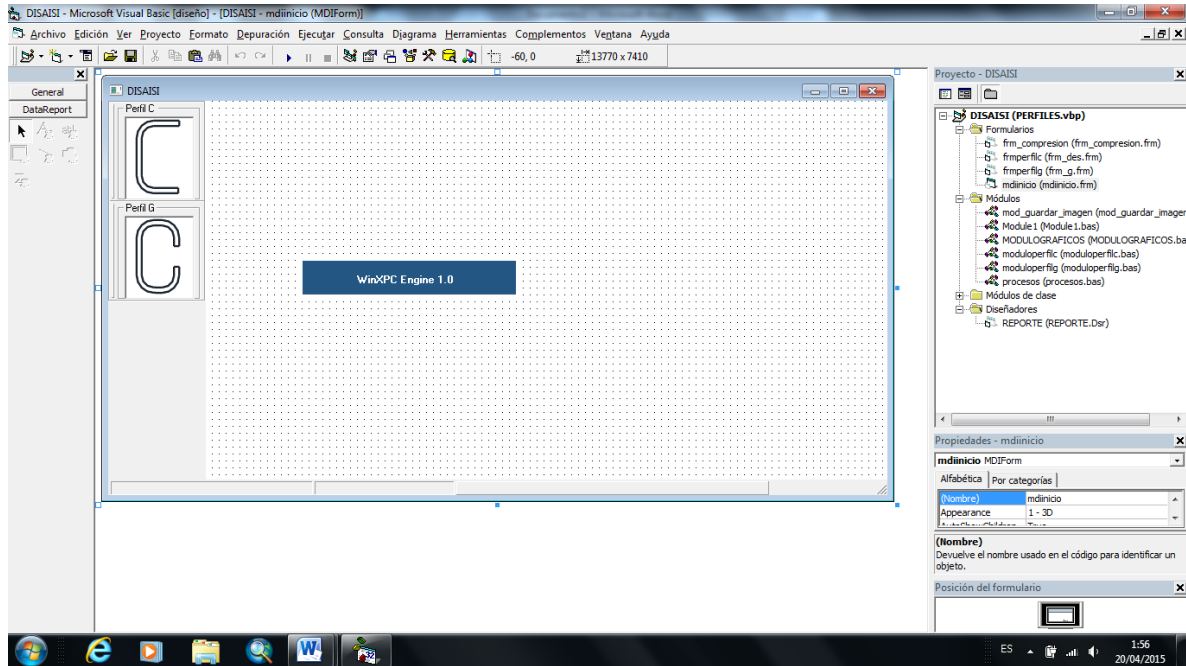 DISAISI - Microsoft Visual Basic [diseño] - [DISAISI - mdiinicio (MDIForm)]
Archivo Edición Ver Proyecto Formato Depuración Ejecutar Consulta Diagrama Herramientas Complementos Ventana Ayuda
-60, 0 13770 x 7410
General
DataReport
DISAISI
Perfil C
Perfil G
WinXPC Engine 1.0
Proyecto - DISAISI
DISAISI (PERFILES.vbp)
Formularios
frm_compresion (frm_compresion.frm)
frmperfilc (frm_des.frm)
frmperfilg (frm_g.frm)
mdiinicio (mdiinicio.frm)
Módulos
mod_guardar_imagen (mod_guardar_imager
Module1 (Module1.bas)
MODULOGRAFICOS (MODULOGRAFICOS.ba
moduloperfilc (moduloperfilc.bas)
moduloperfilg (moduloperfilg.bas)
procesos (procesos.bas)
Módulos de clase
Diseñadores
REPORTE (REPORTE.Dsr)
Propiedades - mdiinicio
mdiinicio MDIForm
Alfabética Por categorías
(Nombre) mdiinicio
Appearance 1 - 3D
AutoShowChildren True
(Nombre)
Devuelve el nombre usado en el código para identificar un
objeto.
Posición del formulario
ES 1:56
20/04/2015